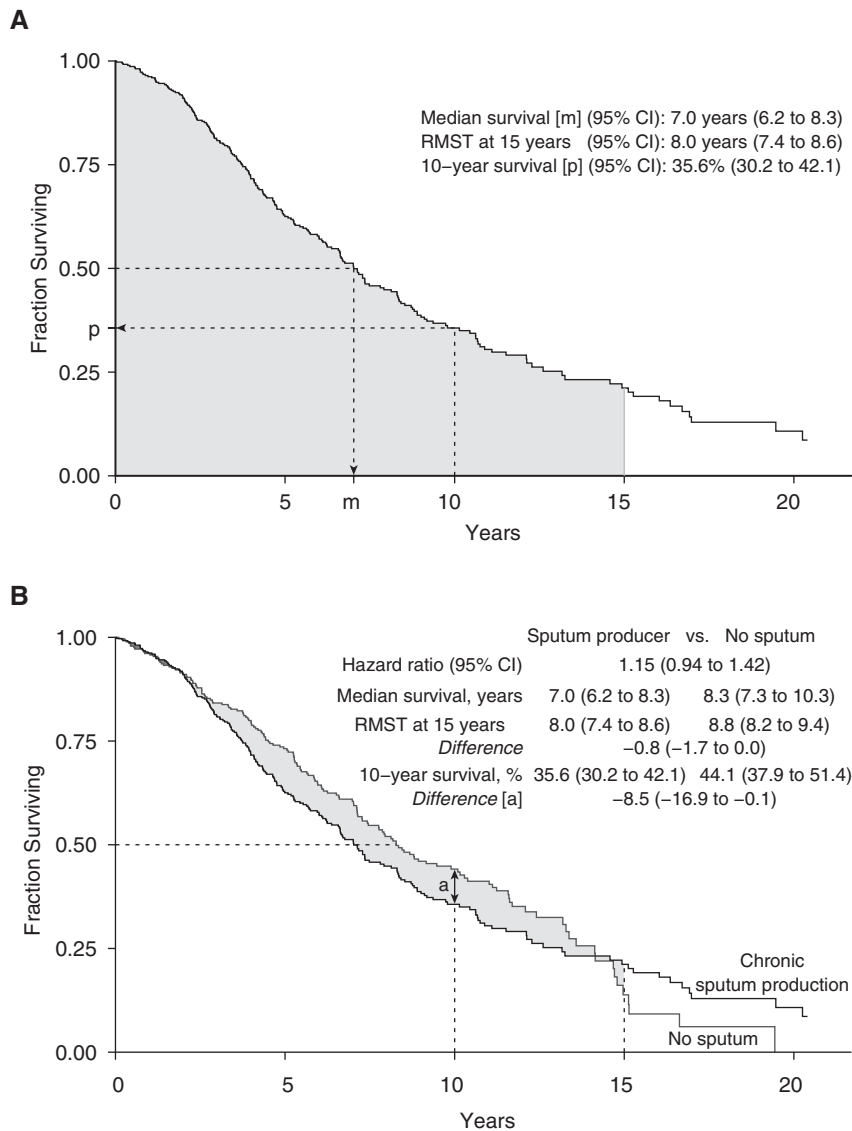 A
1.00
0.75
0.50
p
0.25
0.00
Fraction Surviving
Median survival [m] (95% CI): 7.0 years (6.2 to 8.3)
RMST at 15 years (95% CI): 8.0 years (7.4 to 8.6)
10−year survival [p] (95% CI): 35.6% (30.2 to 42.1)
0 5 m 10 15 20
Years
B
1.00
0.75
0.50
0.25
0.00
Fraction Surviving
Sputum producer vs. No sputum
Hazard ratio (95% CI) 1.15 (0.94 to 1.42)
Median survival, years 7.0 (6.2 to 8.3) 8.3 (7.3 to 10.3)
RMST at 15 years 8.0 (7.4 to 8.6) 8.8 (8.2 to 9.4)
Difference −0.8 (−1.7 to 0.0)
10−year survival, % 35.6 (30.2 to 42.1) 44.1 (37.9 to 51.4)
Difference [a] −8.5 (−16.9 to −0.1)
a
Chronic
sputum production
No sputum
0 5 10 15 20
Years